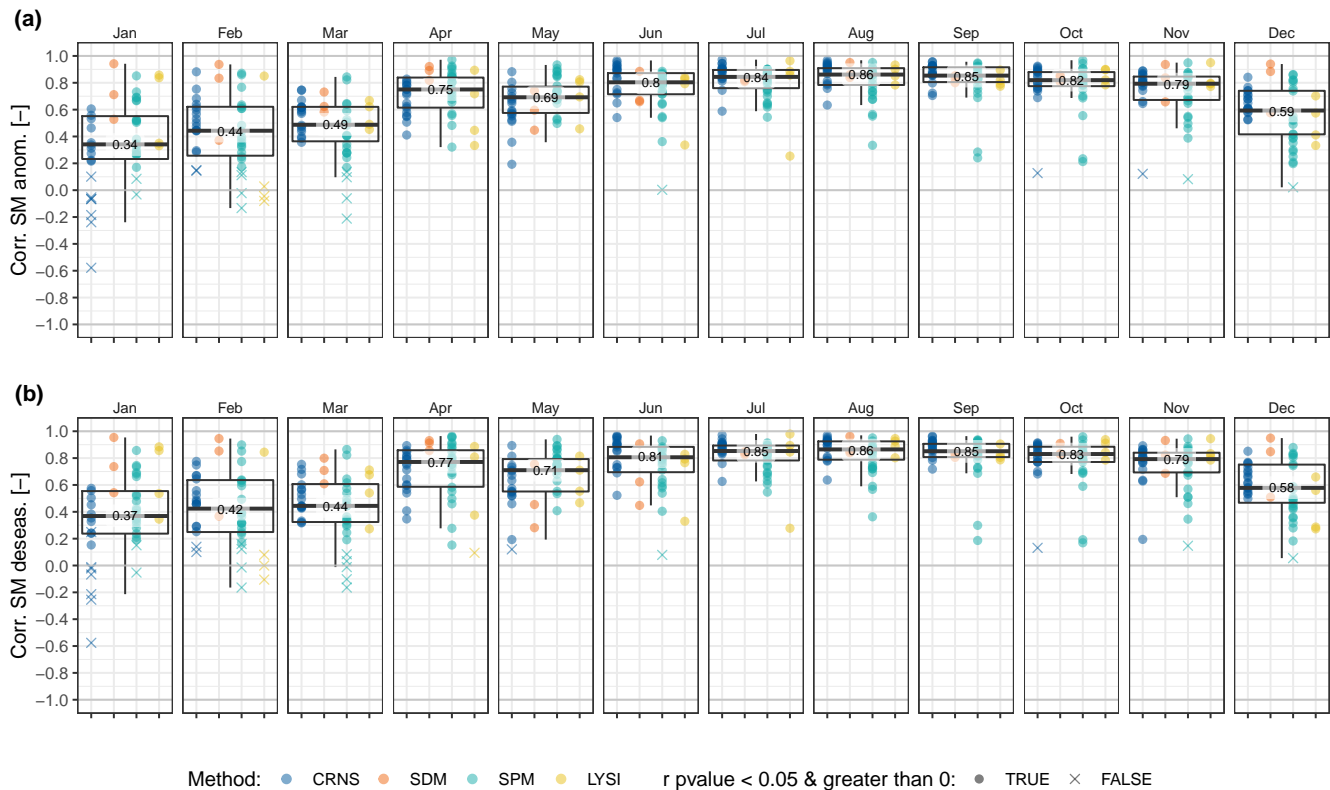 (a)
Jan Feb Mar Apr May Jun Jul Aug Sep Oct Nov Dec
Corr. SM anom. [−]
1.0
0.8
0.6
0.4
0.2
0.0
−0.2
−0.4
−0.6
−0.8
−1.0
0.34 0.44 0.49 0.75 0.69 0.8 0.84 0.86 0.85 0.82 0.79 0.59
(b)
Jan Feb Mar Apr May Jun Jul Aug Sep Oct Nov Dec
Corr. SM deseas. [−]
1.0
0.8
0.6
0.4
0.2
0.0
−0.2
−0.4
−0.6
−0.8
−1.0
0.37 0.42 0.44 0.77 0.71 0.81 0.85 0.86 0.85 0.83 0.79 0.58
Method: CRNS SDM SPM LYSI r pvalue < 0.05 & greater than 0: TRUE FALSE